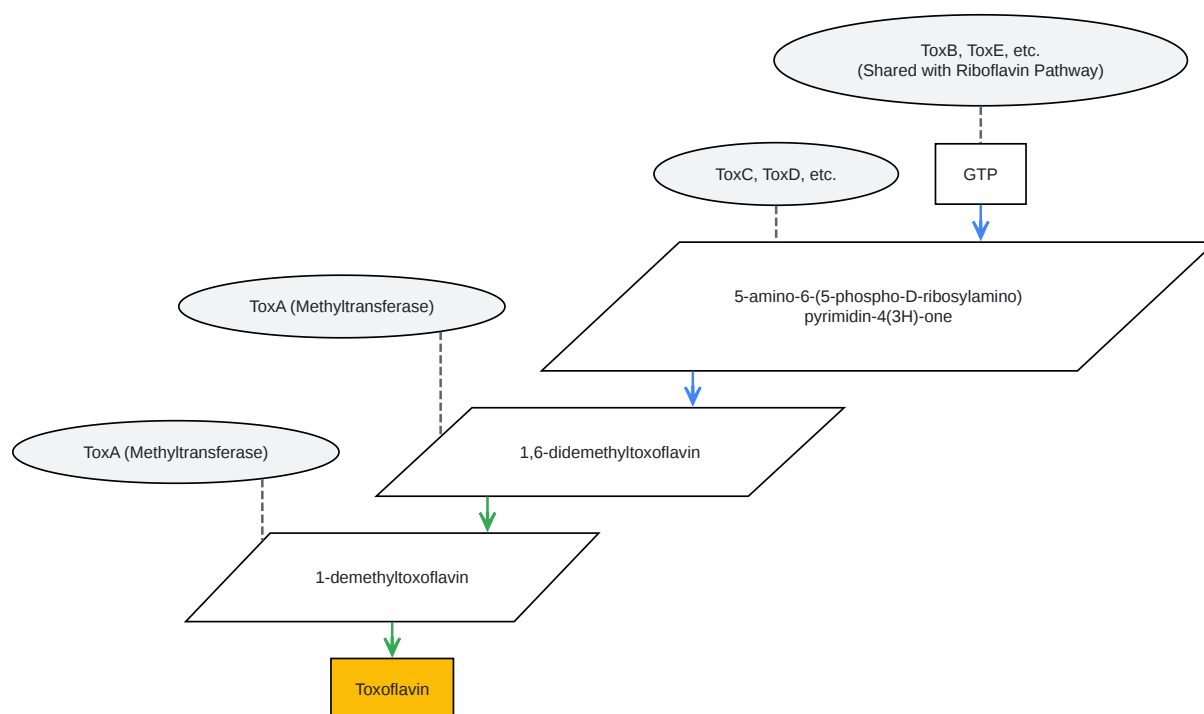 ToxB, ToxE, etc.
(Shared with Riboflavin Pathway)
ToxC, ToxD, etc.
GTP
5-amino-6-(5-phospho-D-ribosylamino)
pyrimidin-4(3H)-one
ToxA (Methyltransferase)
1,6-didemethyltoxoflavin
ToxA (Methyltransferase)
1-demethyltoxoflavin
Toxoflavin